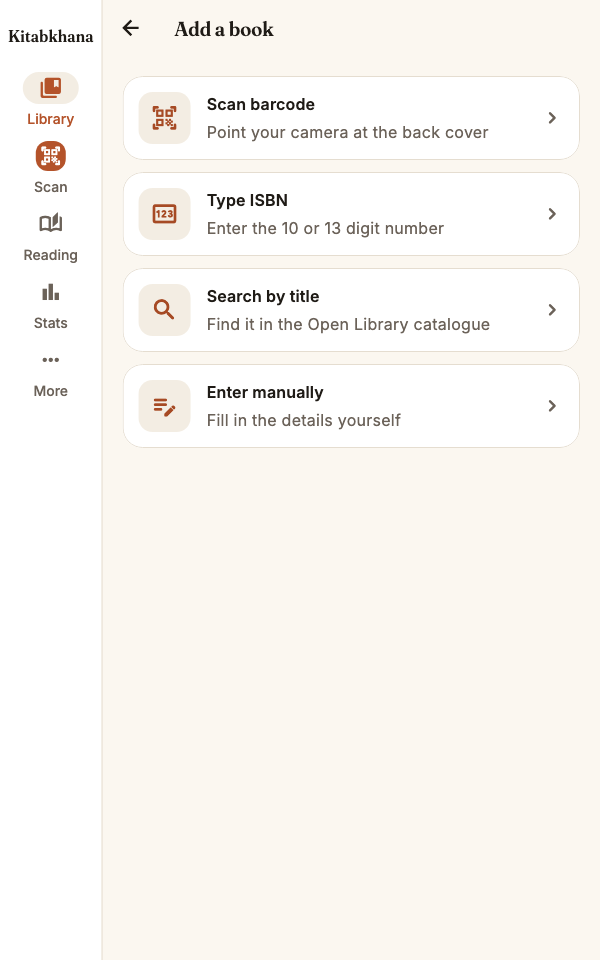 Kitabkhana
Library
Scan
Reading
Stats
More
Add a book
Scan barcode
Point your camera at the back cover
123
Type ISBN
Enter the 10 or 13 digit number
Search by title
Find it in the Open Library catalogue
Enter manually
Fill in the details yourself